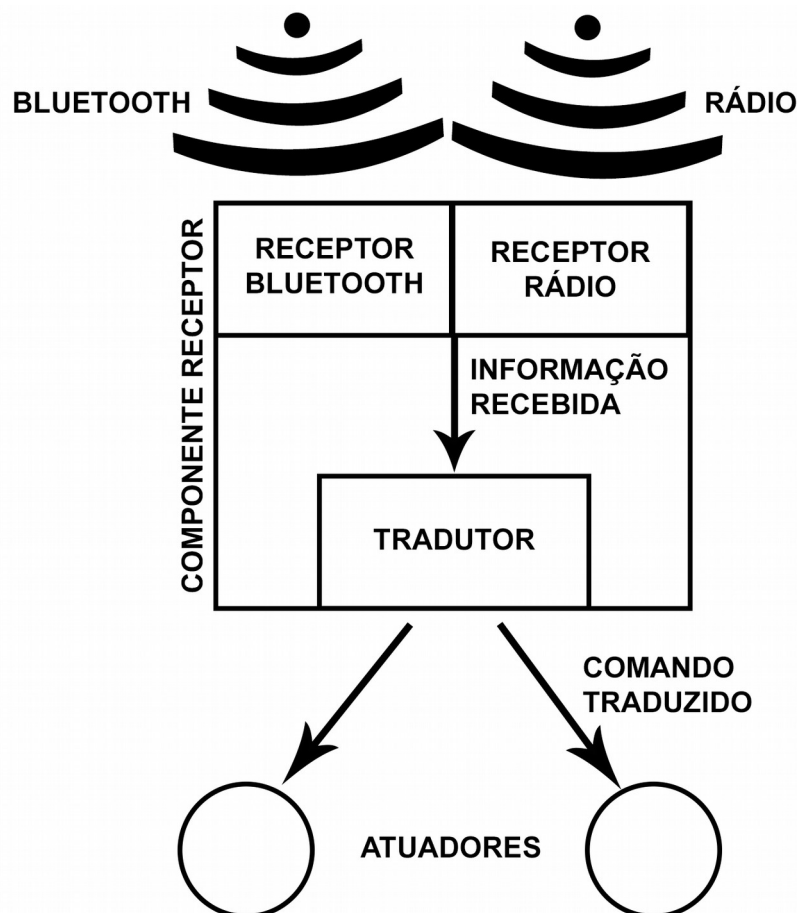 BLUETOOTH
RÁDIO
COMPONENTE RECEPTOR
RECEPTOR
BLUETOOTH
RECEPTOR
RÁDIO
INFORMAÇÃO
RECEBIDA
TRADUTOR
COMANDO
TRADUZIDO
ATUADORES